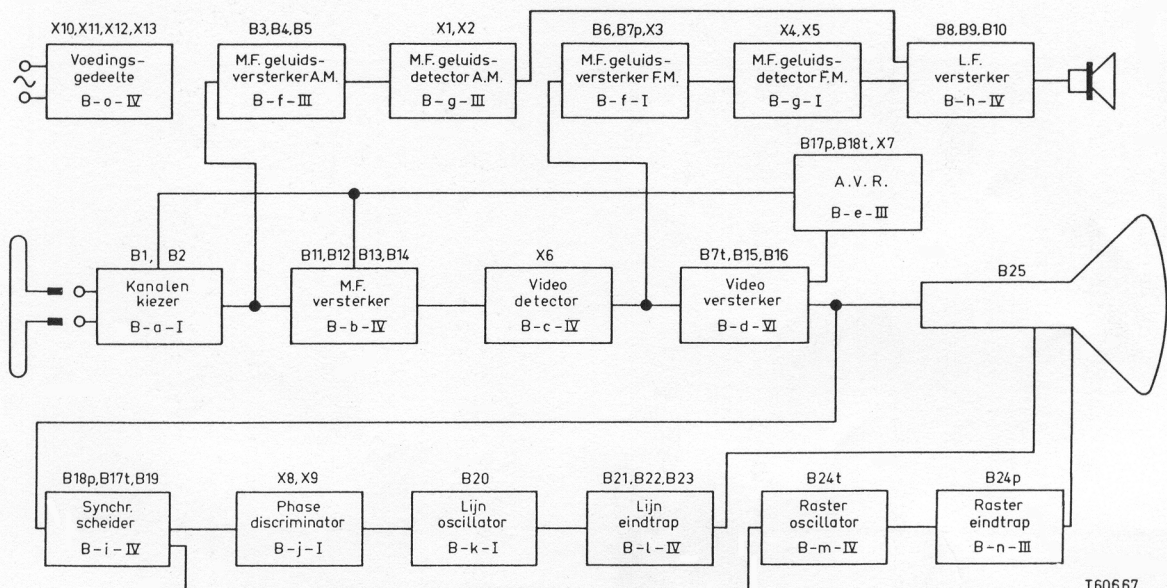 X10,X11,X12,X13
Voedings-
gedeelte
B-o-IV
B3,B4,B5
M.F. geluids-
versterker A.M.
B-f-III
X1,X2
M.F. geluids-
detector A.M.
B-g-III
B6,B7p,X3
M.F. geluids-
versterker F.M.
B-f-I
X4,X5
M.F. geluids-
detector F.M.
B-g-I
B8,B9,B10
L.F.
versterker
B-h-IV
B17p,B18t,X7
A.V.R.
B-e-III
B1, B2
Kanalen
kiezer
B-a-I
B11,B12 B13,B14
M.F.
versterker
B-b-IV
X6
Video
detector
B-c-IV
B7t,B15,B16
Video
versterker
B-d-VI
B25
B18p,B17t,B19
Synchr.
scheider
B-i-IV
X8,X9
Phase
discriminator
B-j-I
B20
Lijn
oscillator
B-k-I
B21,B22,B23
Lijn
eindtrap
B-l-IV
B24t
Raster
oscillator
B-m-IV
B24p
Raster
eindtrap
B-n-III
T60667